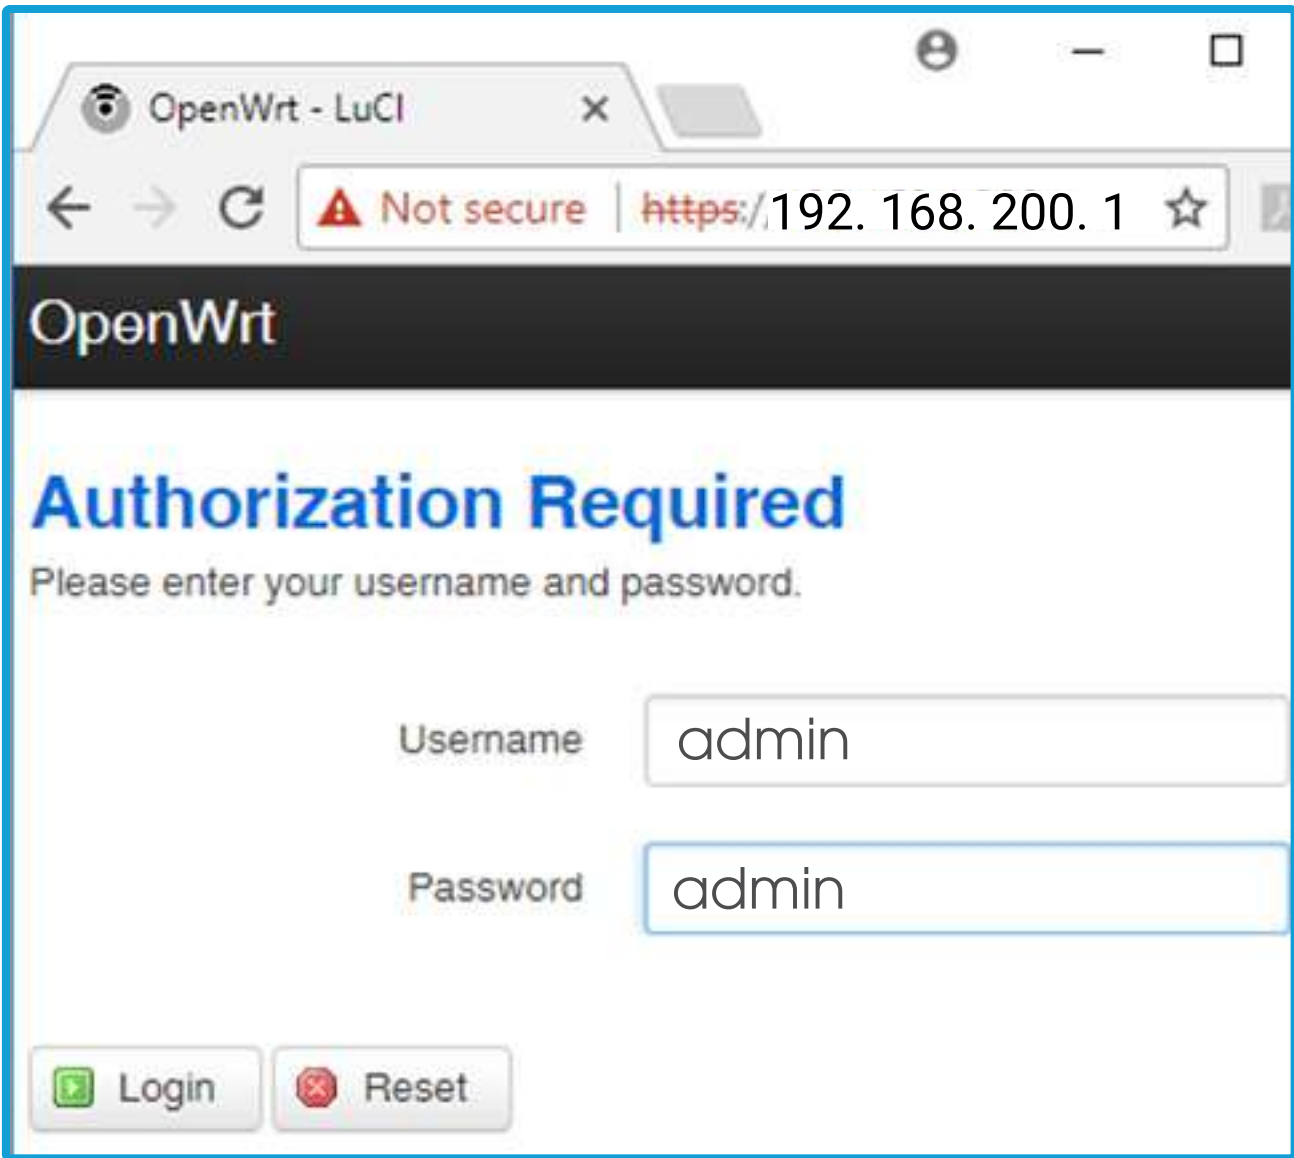 OpenWrt - LuCI
Not secure https:/192. 168. 200. 1
OpenWrt
Authorization Required
Please enter your username and password.
Username admin
Password admin
Login Reset